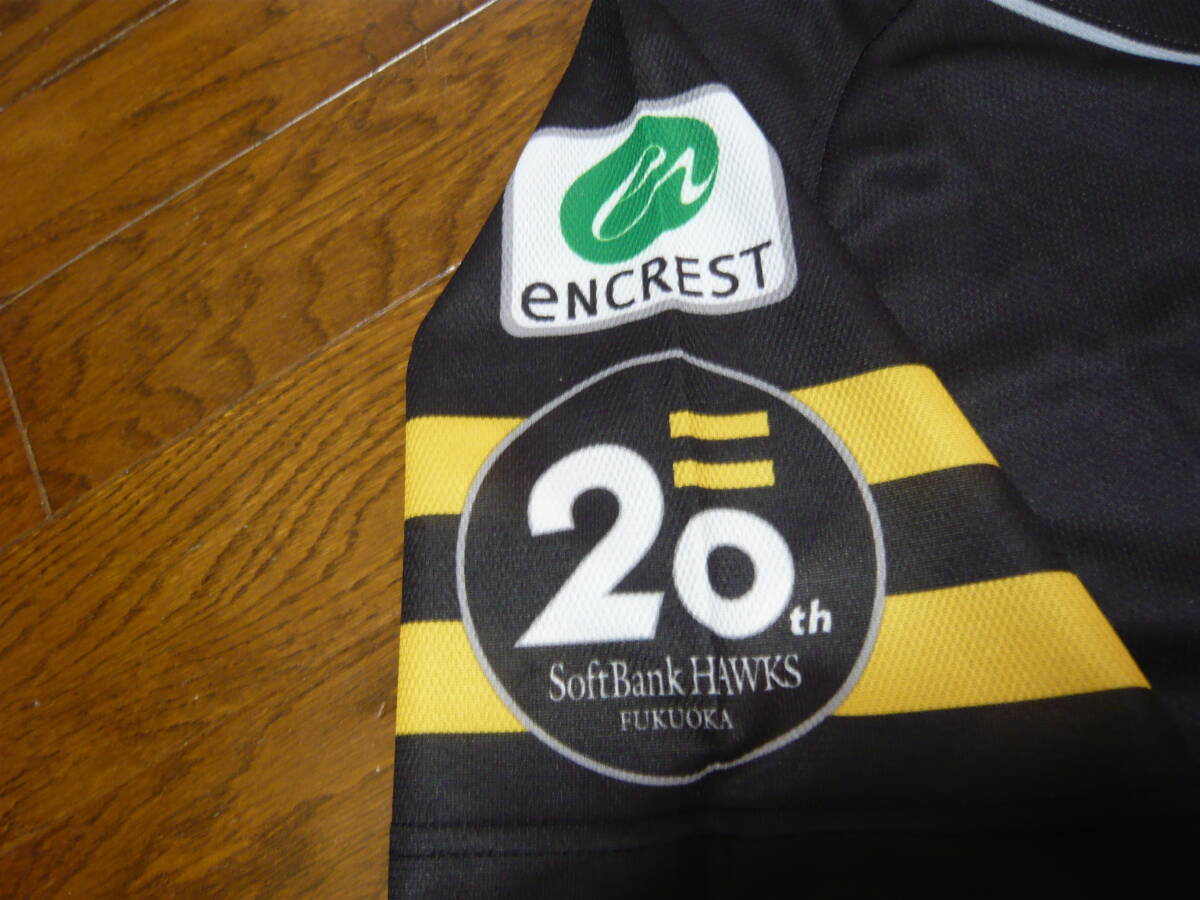 eNCREST
20th
SoftBank HAWKS
FUKUOKA